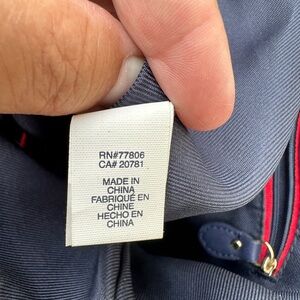 RN#77806
CA# 20781
MADE IN
CHINA
FABRIQUÉ EN
CHINE
HECHO EN
CHINA